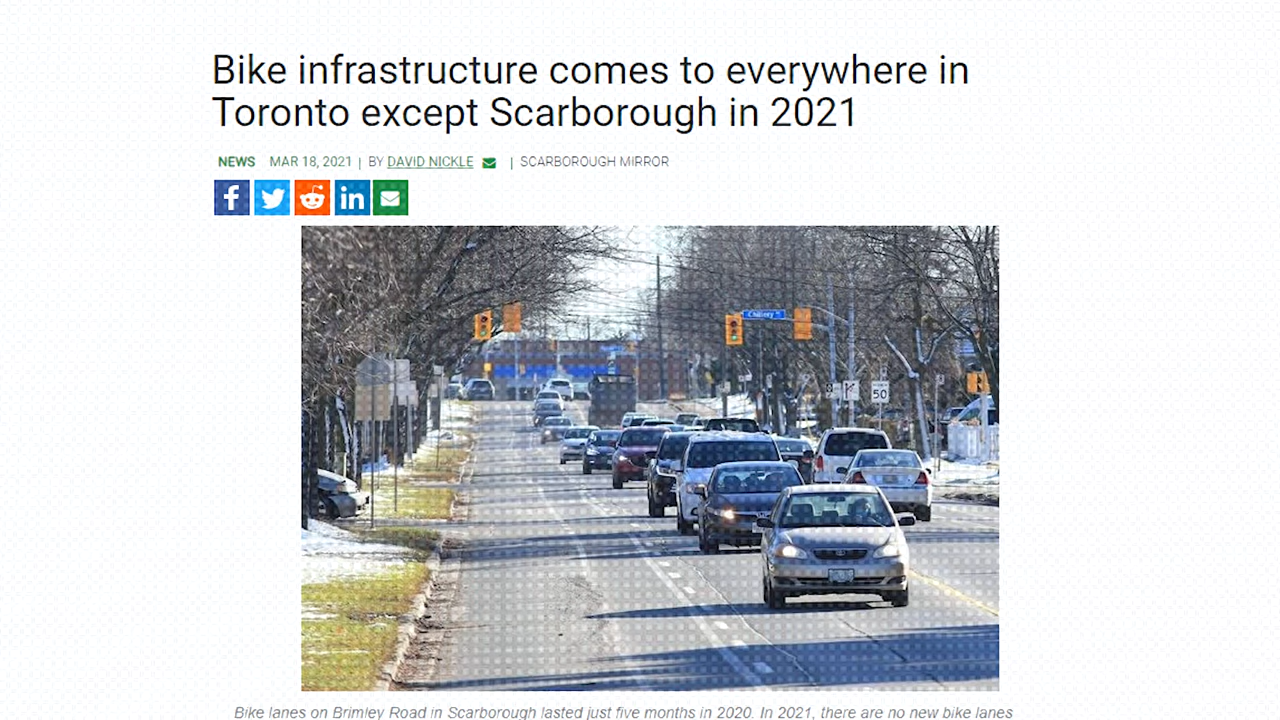 Bike infrastructure comes to everywhere in
Toronto except Scarborough in 2021
NEWS MAR 18, 2021 | BY DAVID NICKLE | SCARBOROUGH MIRROR
Chillery
50
Bike lanes on Brimley Road in Scarborough lasted just five months in 2020. In 2021, there are no new bike lanes